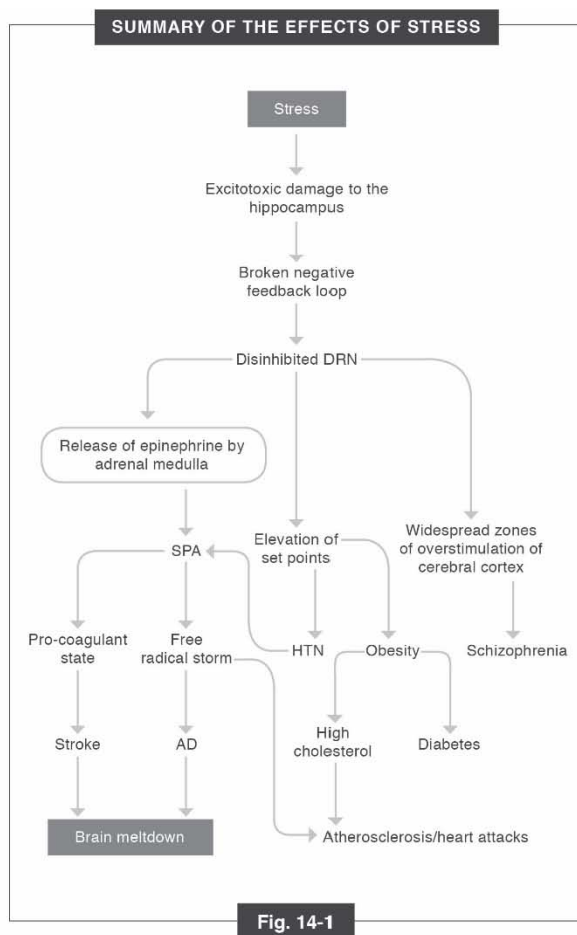 SUMMARY OF THE EFFECTS OF STRESS
Stress
Excitotoxic damage to the
hippocampus
Broken negative
feedback loop
Disinhibited DRN
Release of epinephrine by
adrenal medulla
SPA
Elevation of
set points
Widespread zones
of overstimulation of
cerebral cortex
Pro-coagulant
state
Free
radical storm
HTN
Obesity
Schizophrenia
Stroke
AD
High
cholesterol
Diabetes
Brain meltdown
Atherosclerosis/heart attacks
Fig. 14-1